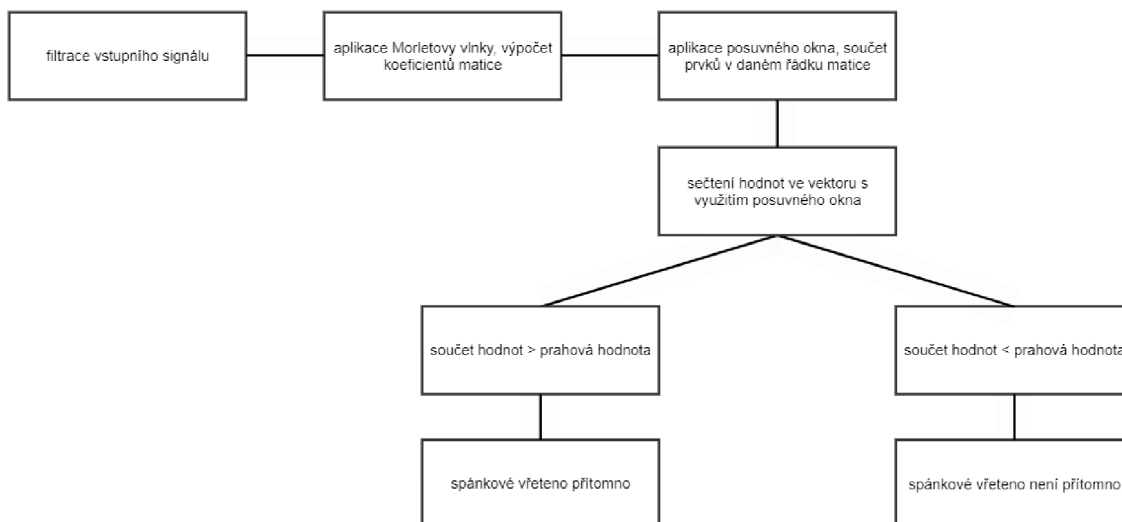 filtrace vstupního signálu
aplikace Morletovy vlnky, výpočet
koeficientů matice
aplikace posuvného okna, součet
prvků v daném řádku matice
sečtení hodnot ve vektoru s
využitím posuvného okna
součet hodnot > prahová hodnota
součet hodnot < prahová hodnota
spánkové vřeteno přítomno
spánkové vřeteno není přítomno